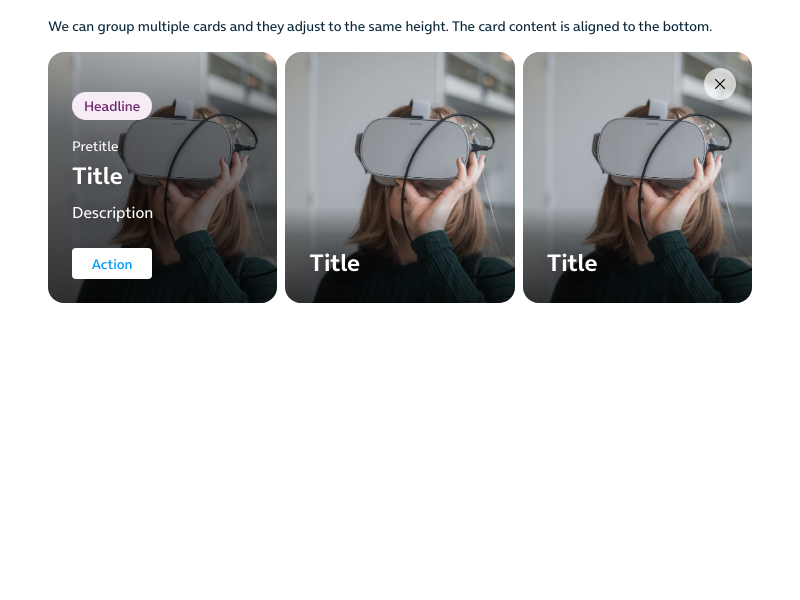 We can group multiple cards and they adjust to the same height. The card content is aligned to the bottom.
Headline
Pretitle
Title
Description
Action
Title
Title